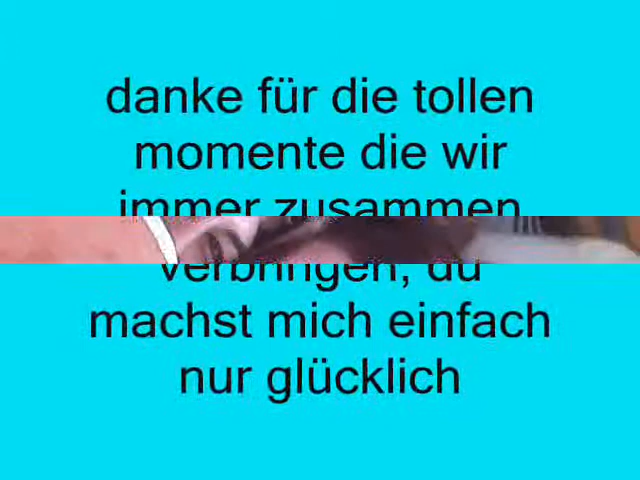 danke für die tollen
momente die wir
immer zusammen
verbringen, du
machst mich einfach
nur glücklich